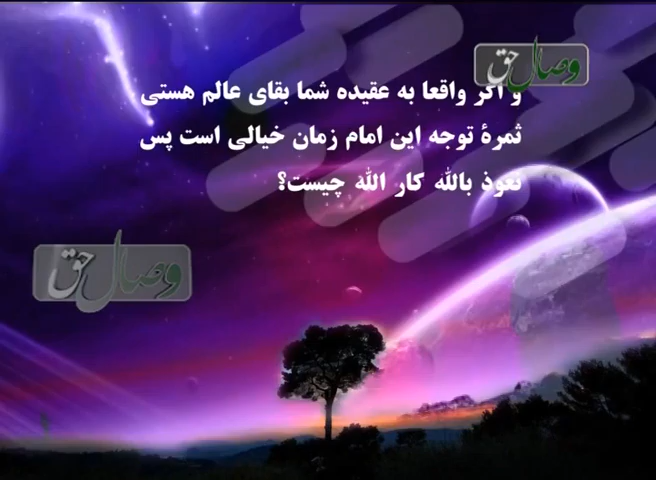 وصال حق
و اگر واقعا به عقیده شما بقای عالم هستی
ثمرۀ توجه این امام زمان خیالی است پس
نعوذ بالله کار الله چیست؟
وصال حق